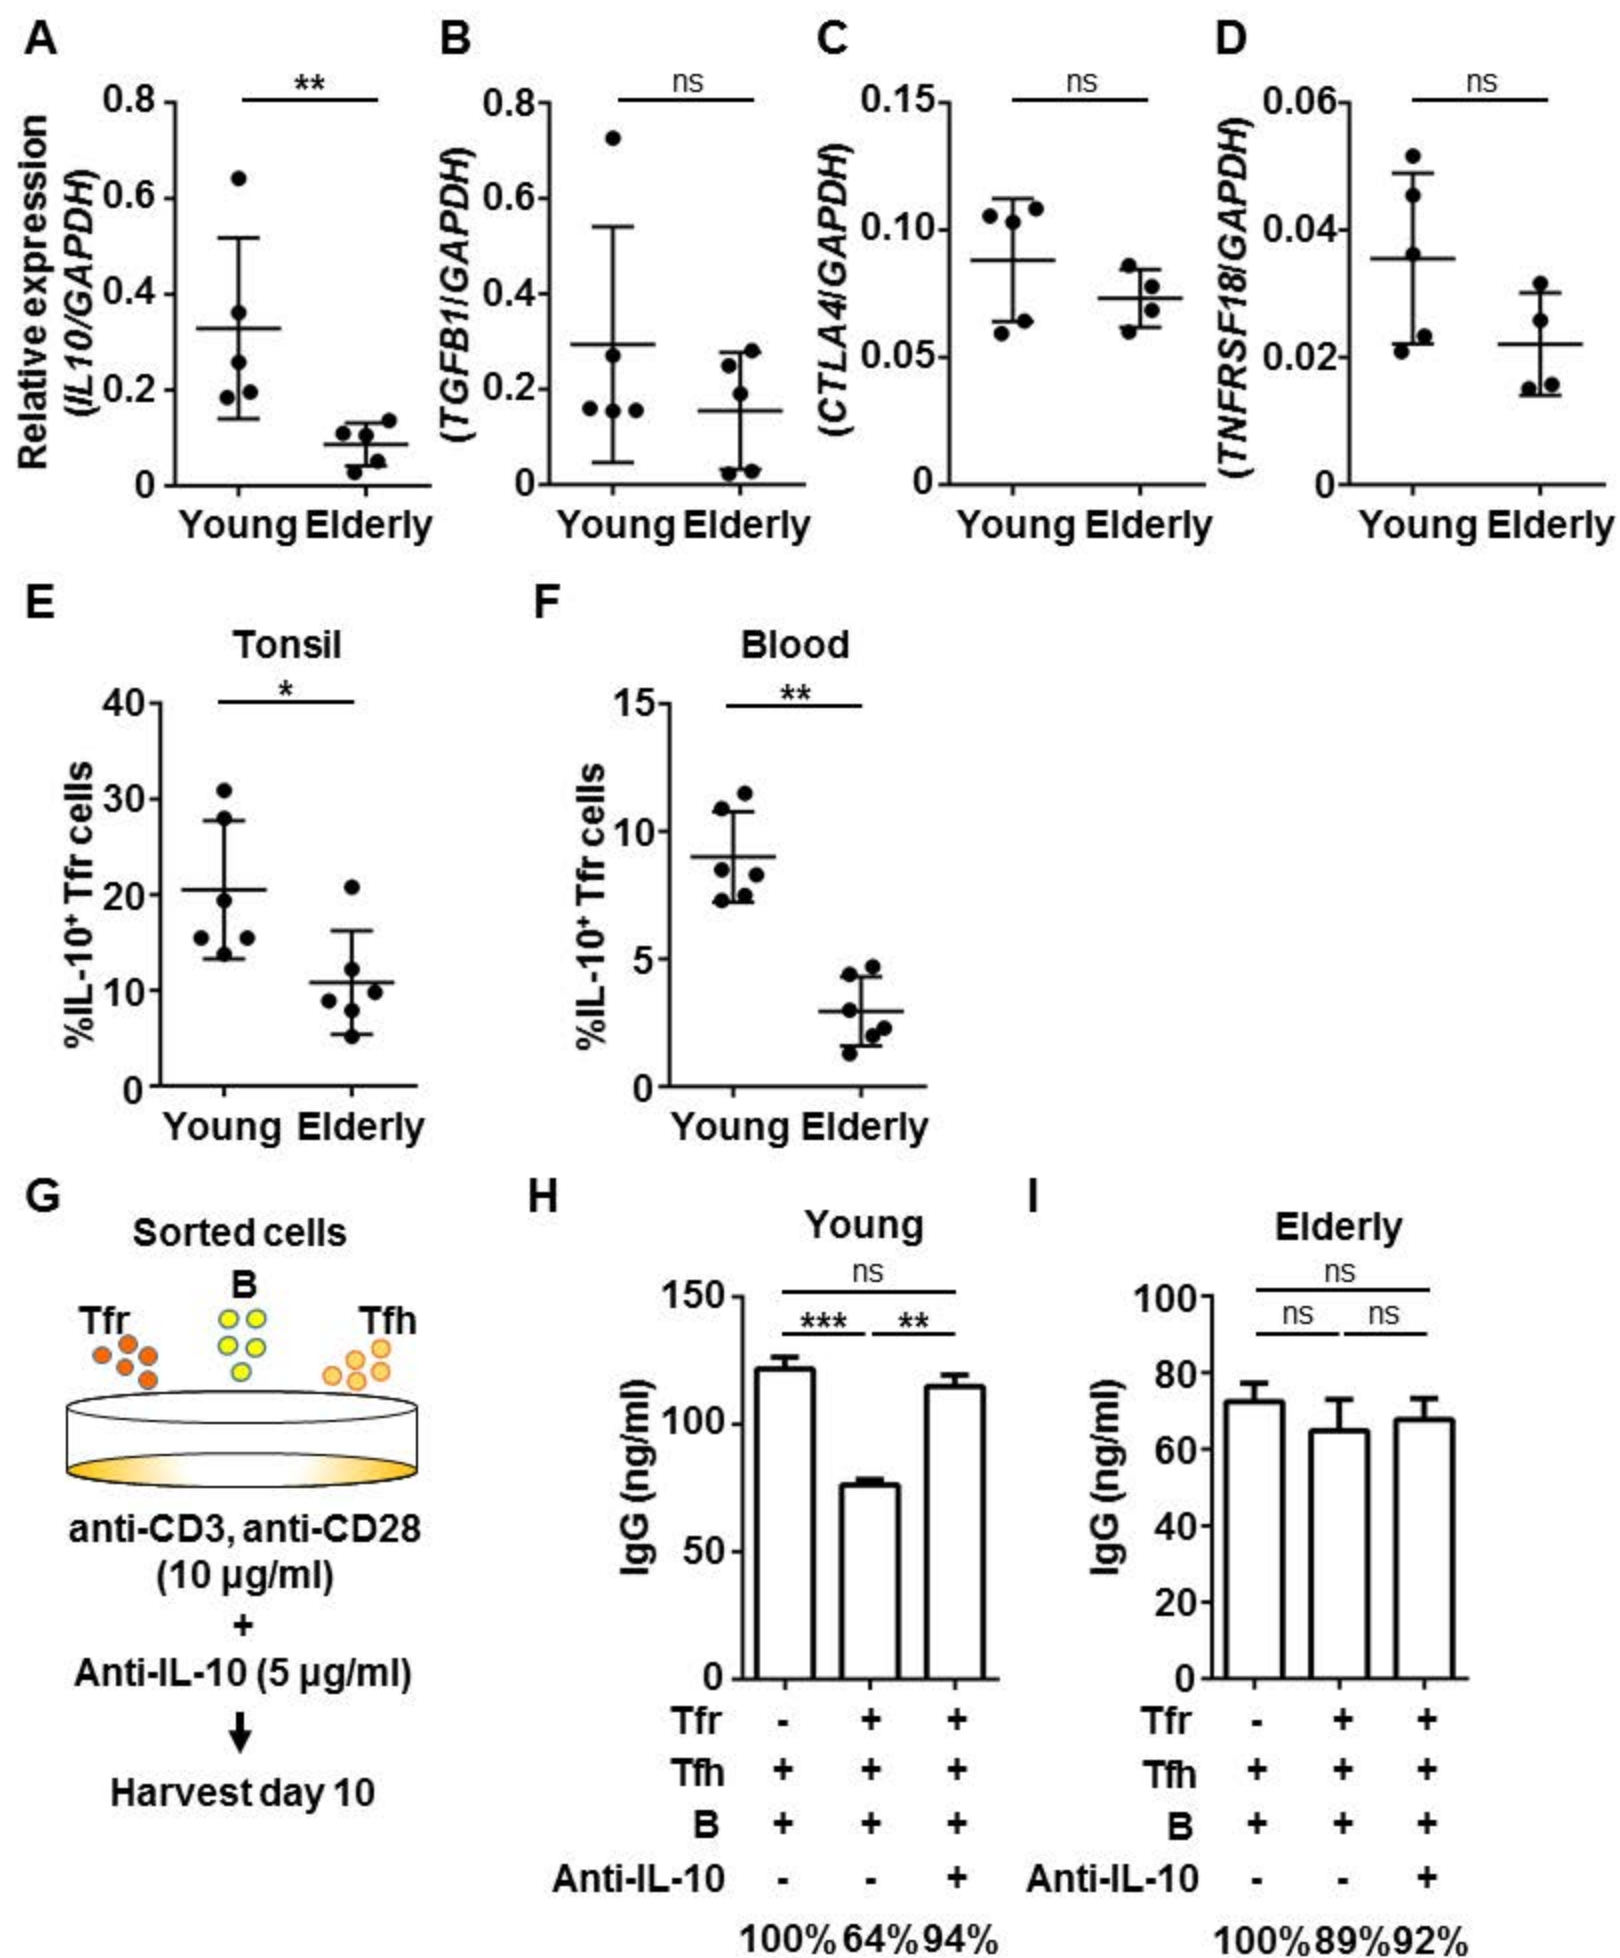 A
**
Relative expression
(IL10/GAPDH)
0.8
0.6
0.4
0.2
0
Young Elderly
B
ns
(TGFB1/GAPDH)
0.8
0.6
0.4
0.2
0
Young Elderly
C
ns
(CTLA4/GAPDH)
0.15
0.10
0.05
0
Young Elderly
D
ns
(TNFRSF18/GAPDH)
0.06
0.04
0.02
0
Young Elderly
E
Tonsil
*
%IL-10⁺ Tfr cells
40
30
20
10
0
Young Elderly
F
Blood
**
%IL-10⁺ Tfr cells
15
10
5
0
Young Elderly
G
Sorted cells
B
Tfr
Tfh
anti-CD3, anti-CD28
(10 µg/ml)
+
Anti-IL-10 (5 µg/ml)
Harvest day 10
H
Young
ns
*** **
IgG (ng/ml)
150
100
50
0
Tfr - + +
Tfh + + +
B + + +
Anti-IL-10 - - +
100% 64% 94%
I
Elderly
ns
ns ns
IgG (ng/ml)
100
80
60
40
20
0
Tfr - + +
Tfh + + +
B + + +
Anti-IL-10 - - +
100% 89% 92%